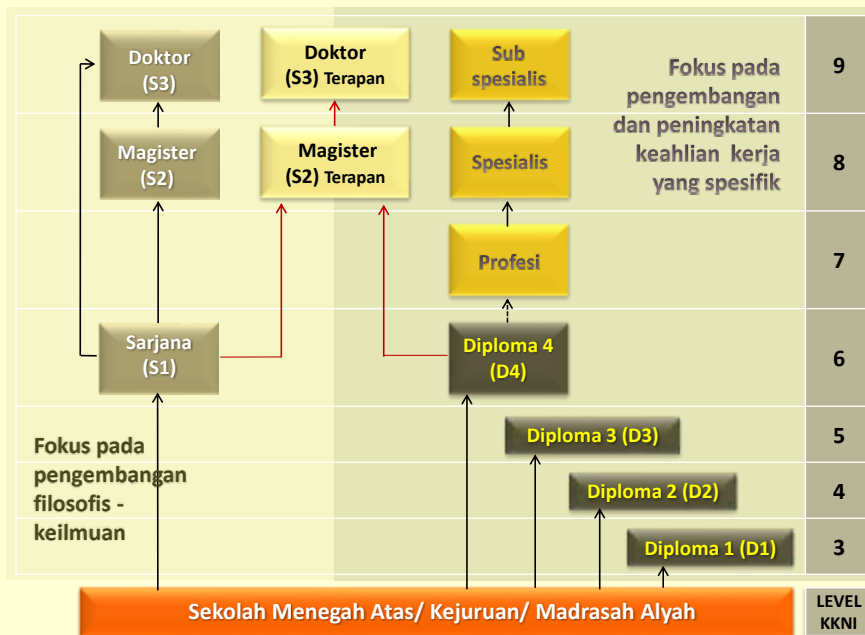 Doktor
(S3)
Doktor
(S3) Terapan
Sub
spesialis
Fokus pada
pengembangan
dan peningkatan
keahlian kerja
yang spesifik
9
Magister
(S2)
Magister
(S2) Terapan
Spesialis
8
Profesi
7
Sarjana
(S1)
Diploma 4
(D4)
6
Fokus pada
pengembangan
filosofis -
keilmuan
Diploma 3 (D3)
5
Diploma 2 (D2)
4
Diploma 1 (D1)
3
Sekolah Menegah Atas/ Kejuruan/ Madrasah Alyah
LEVEL
KKNI